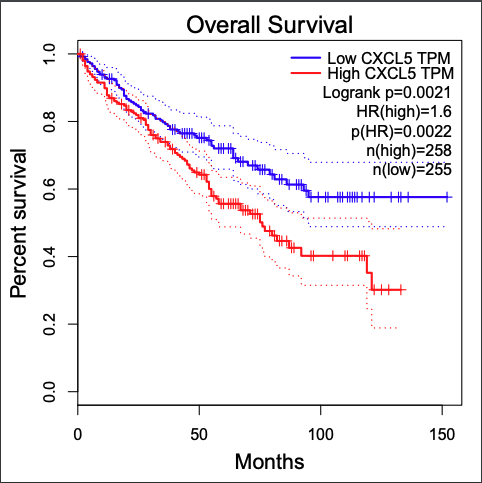 Overall Survival
Low CXCL5 TPM
High CXCL5 TPM
Logrank p=0.0021
HR(high)=1.6
p(HR)=0.0022
n(high)=258
n(low)=255
Percent survival
1.0
0.8
0.6
0.4
0.2
0.0
0
50
100
150
Months